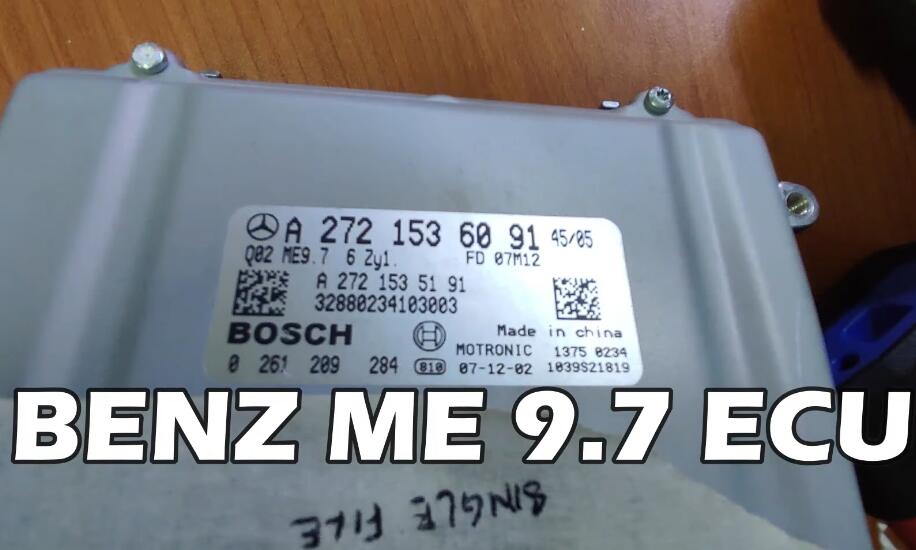 A 272 153 60 91 45/05
Q02 ME9.7 6 Zyl. FD 07M12
A 272 153 51 91
32880234103003
BOSCH
Made in china
MOTRONIC 1375 0234
0 261 209 284 810 07-12-02 1039S21819
BENZ ME 9.7 ECU
SINGLE FILE